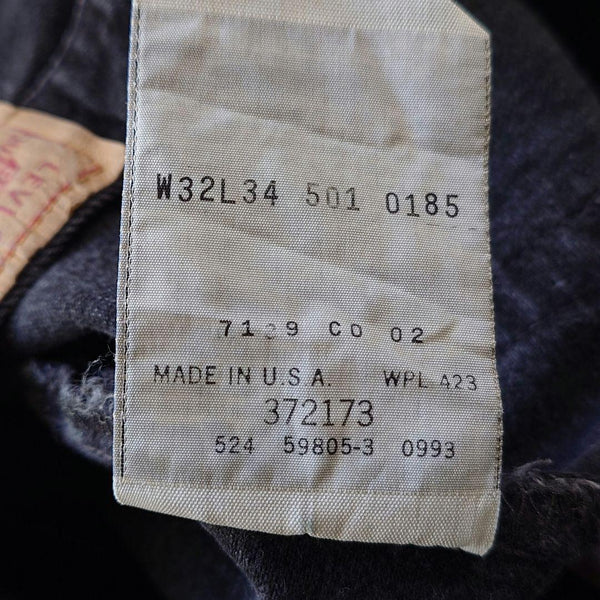 W32L34 501 0185
CO 02
MADE IN U.S.A. WPL 423
372173
524 59805-3 0993